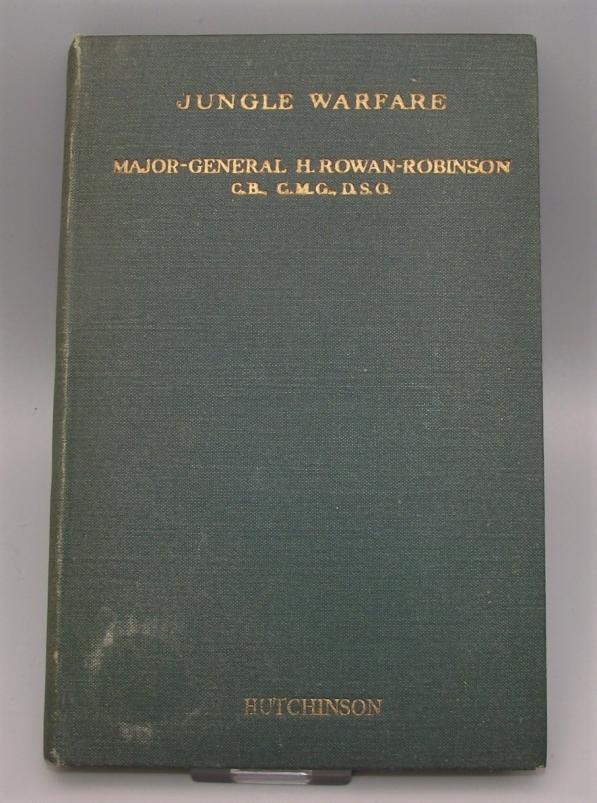 JUNGLE WARFARE
MAJOR-GENERAL H. ROWAN-ROBINSON
C.B., C.M.G., D.S.O.
HUTCHINSON